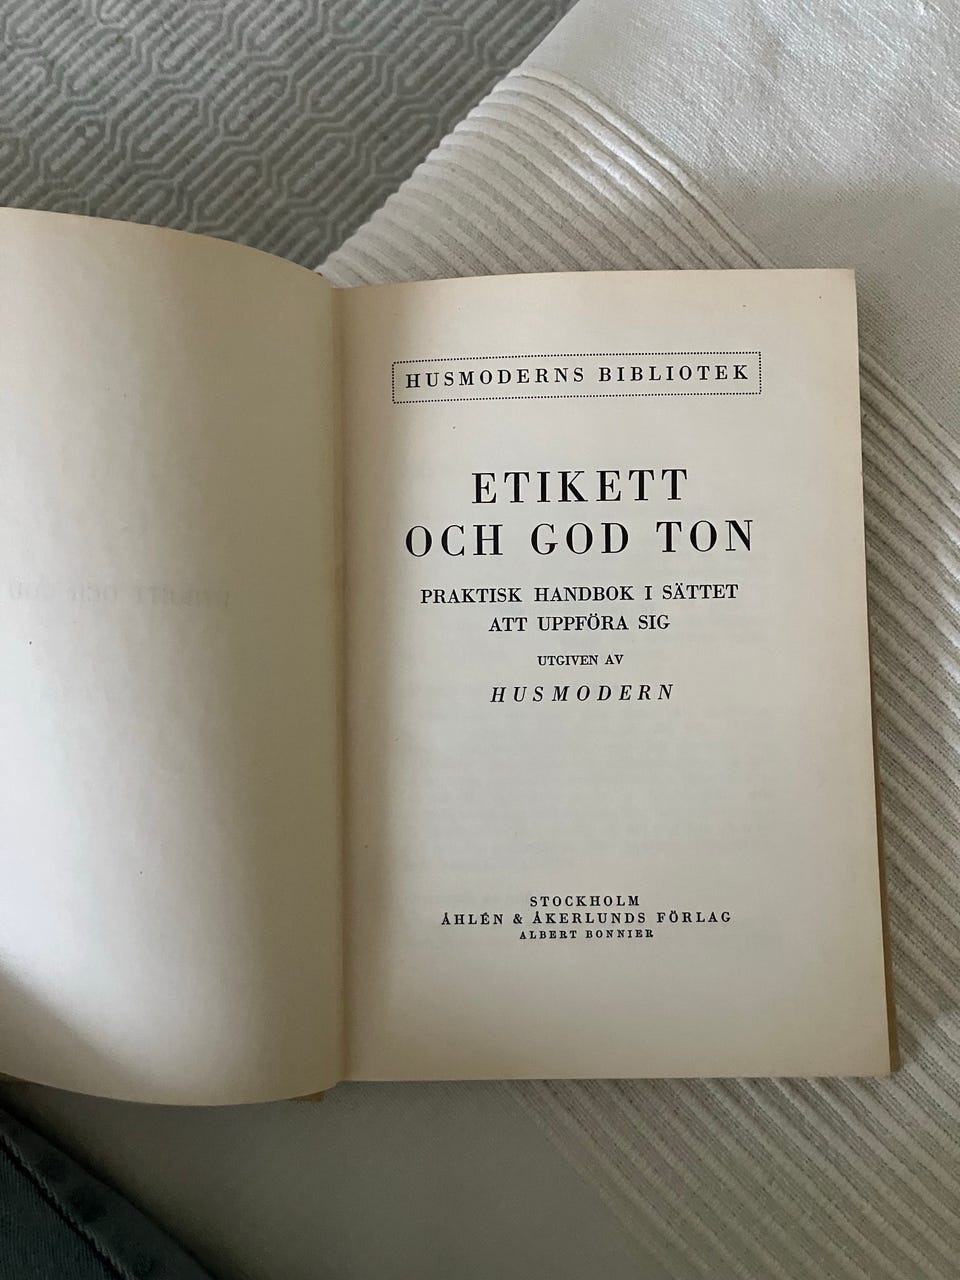 HUSMODERNS BIBLIOTEK
ETIKETT
OCH GOD TON
PRAKTISK HANDBOK I SÄTTET
ATT UPPFÖRA SIG
UTGIVEN AV
HUSMODERN
STOCKHOLM
ÅHLÉN & ÅKERLUNDS FÖRLAG
ALBERT BONNIER